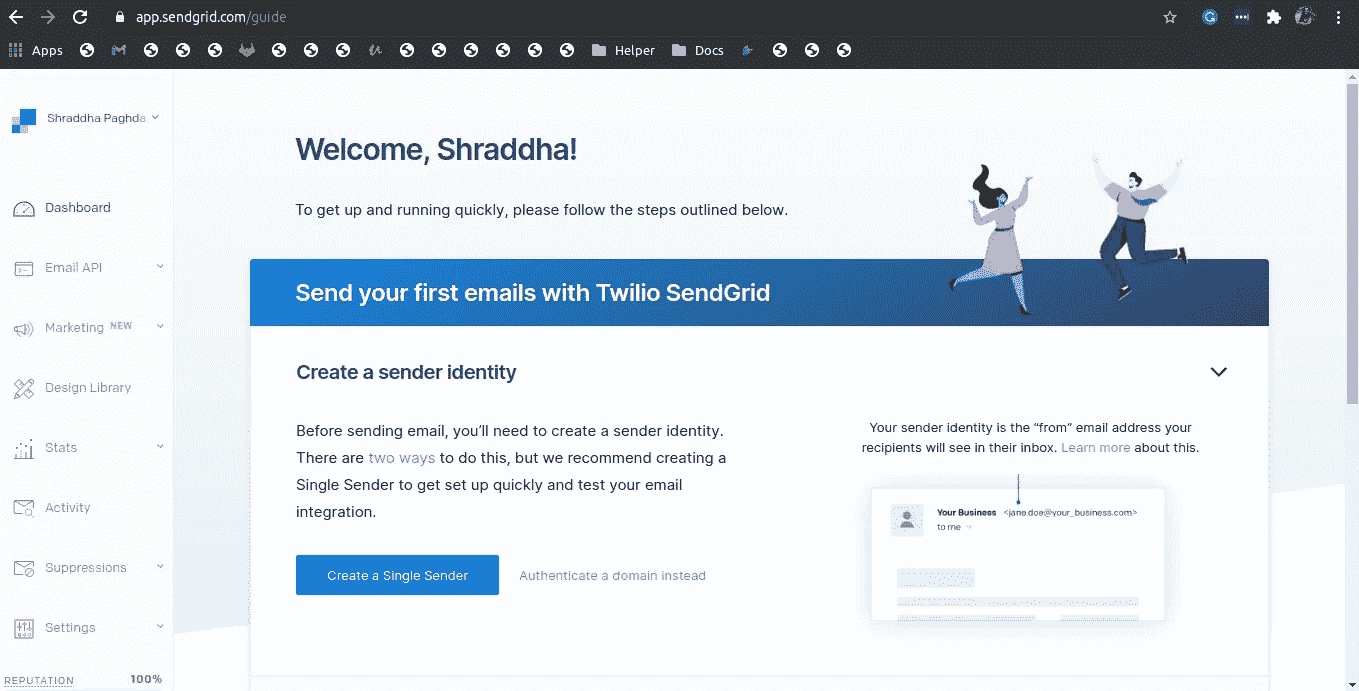 app.sendgrid.com/guide
Apps
Helper
Docs
Shraddha Paghda
Dashboard
Email API
Marketing NEW
Design Library
Stats
Activity
Suppressions
Settings
REPUTATION 100%
Welcome, Shraddha!
To get up and running quickly, please follow the steps outlined below.
Send your first emails with Twilio SendGrid
Create a sender identity
Before sending email, you’ll need to create a sender identity.
There are two ways to do this, but we recommend creating a
Single Sender to get set up quickly and test your email
integration.
Create a Single Sender
Authenticate a domain instead
Your sender identity is the “from” email address your
recipients will see in their inbox. Learn more about this.
Your Business <jane.doe@your_business.com>
to me